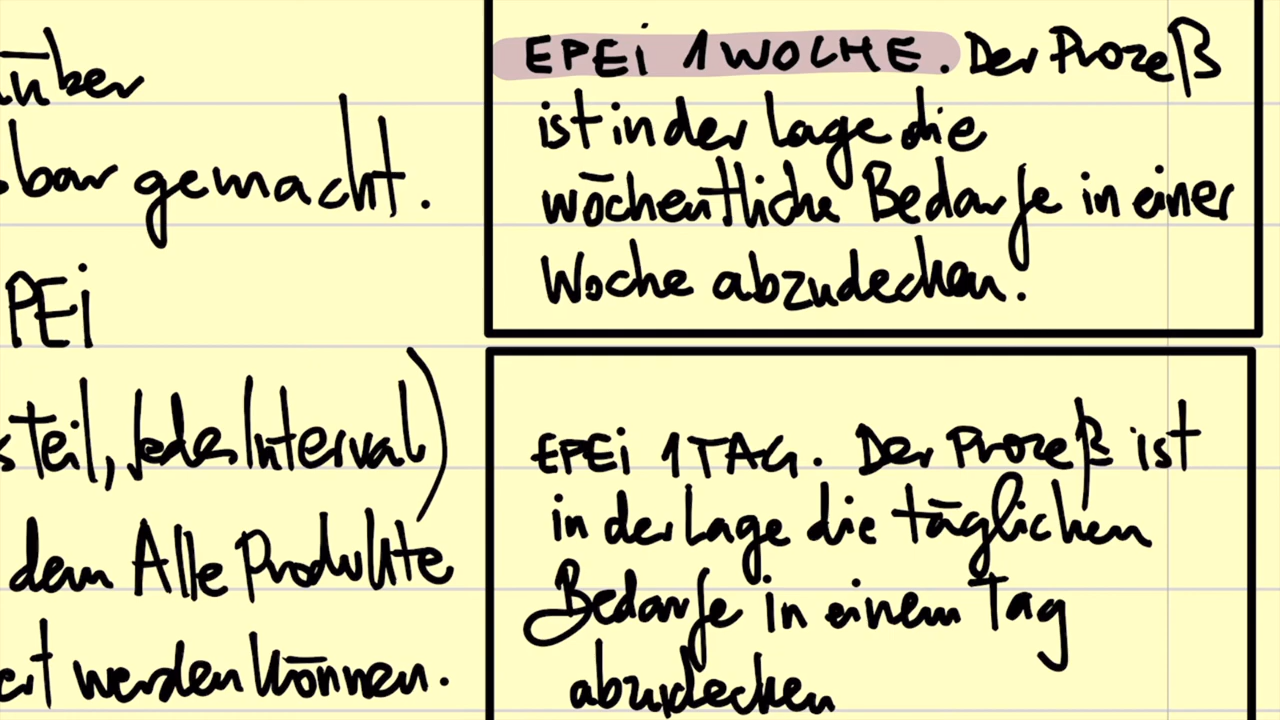 über
bar gemacht.
PEi
Teil, Jedes Interval)
dem Alle Produkte
ert werden können.
EPEi 1 WOCHE. Der Prozeß
ist in der Lage die
wöchentliche Bedarfe in einer
Woche abzudecken.
EPEi 1 TAG. Der Prozeß ist
in der Lage die täglichen
Bedarfe in einem Tag
abzudecken